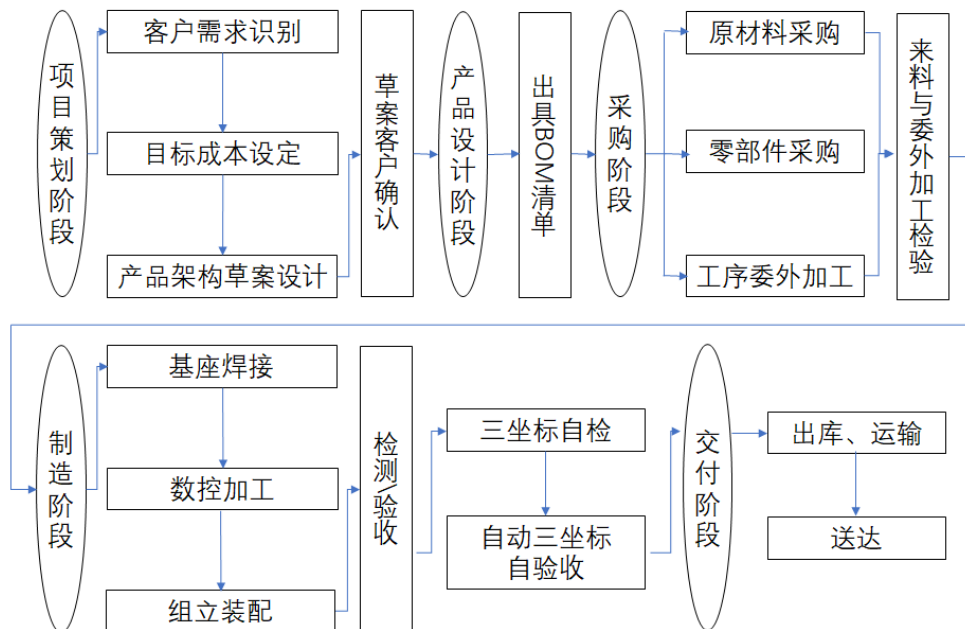 项目策划阶段
客户需求识别
目标成本设定
产品架构草案设计
草案客户确认
产品设计阶段
出具BOM清单
采购阶段
原材料采购
零部件采购
工序委外加工
来料与委外加工检验
制造阶段
基座焊接
数控加工
组立装配
检测\验收
三坐标自检
自动三坐标
自验收
交付阶段
出库、运输
送达